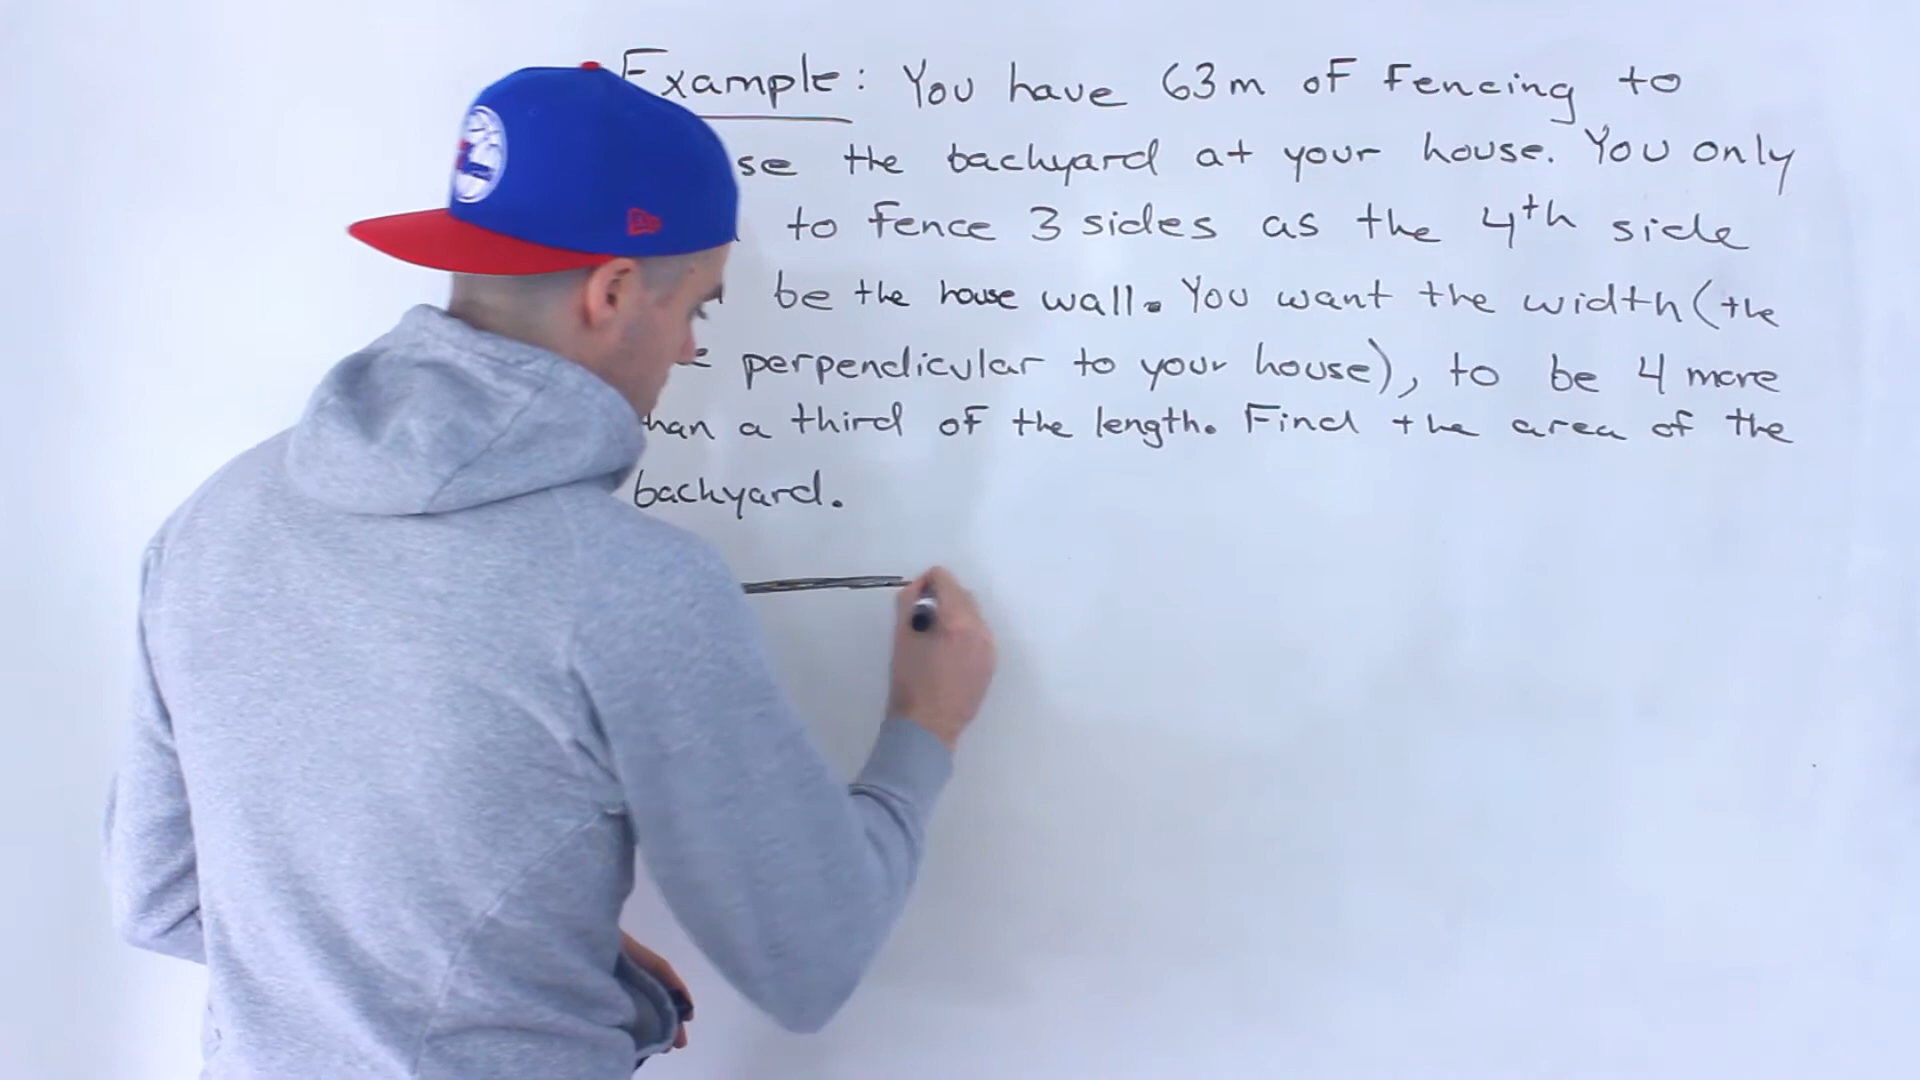 Example: You have 63m of fencing to
se the backyard at your house. You only
to fence 3 sides as the 4th side
be the house wall. You want the width (the
perpendicular to your house), to be 4 more
han a third of the length. Find the area of the
backyard.